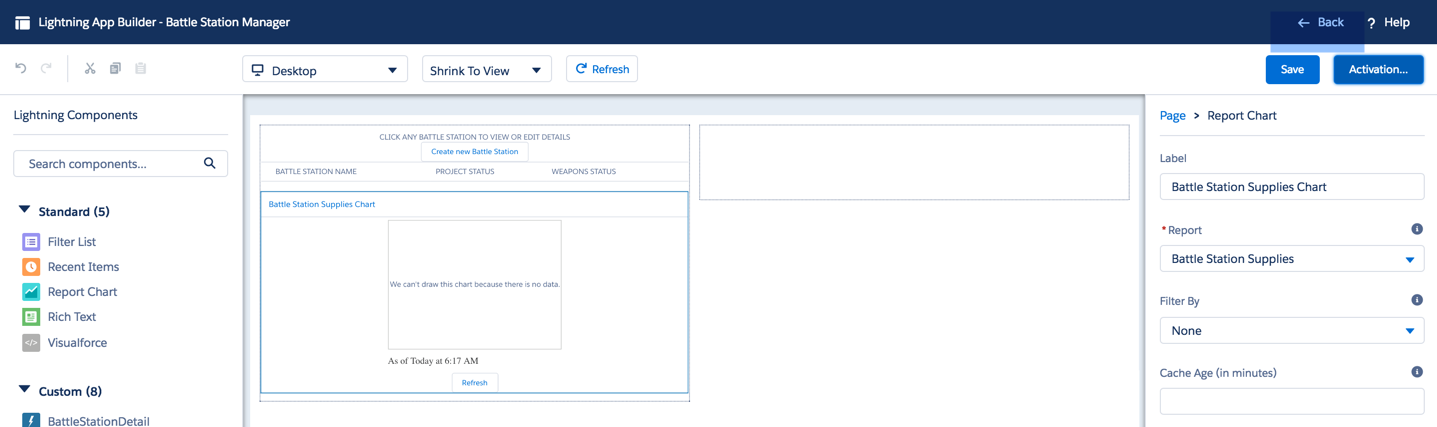 Lightning App Builder - Battle Station Manager
Back
? Help
Desktop
Shrink To View
Refresh
Save
Activation...
Lightning Components
Search components...
Standard (5)
Filter List
Recent Items
Report Chart
Rich Text
Visualforce
Custom (8)
BattleStationDetail
CLICK ANY BATTLE STATION TO VIEW OR EDIT DETAILS
Create new Battle Station
BATTLE STATION NAME PROJECT STATUS WEAPONS STATUS
Battle Station Supplies Chart
We can't draw this chart because there is no data.
As of Today at 6:17 AM
Refresh
Page > Report Chart
Label
Battle Station Supplies Chart
*Report
Battle Station Supplies
Filter By
None
Cache Age (in minutes)